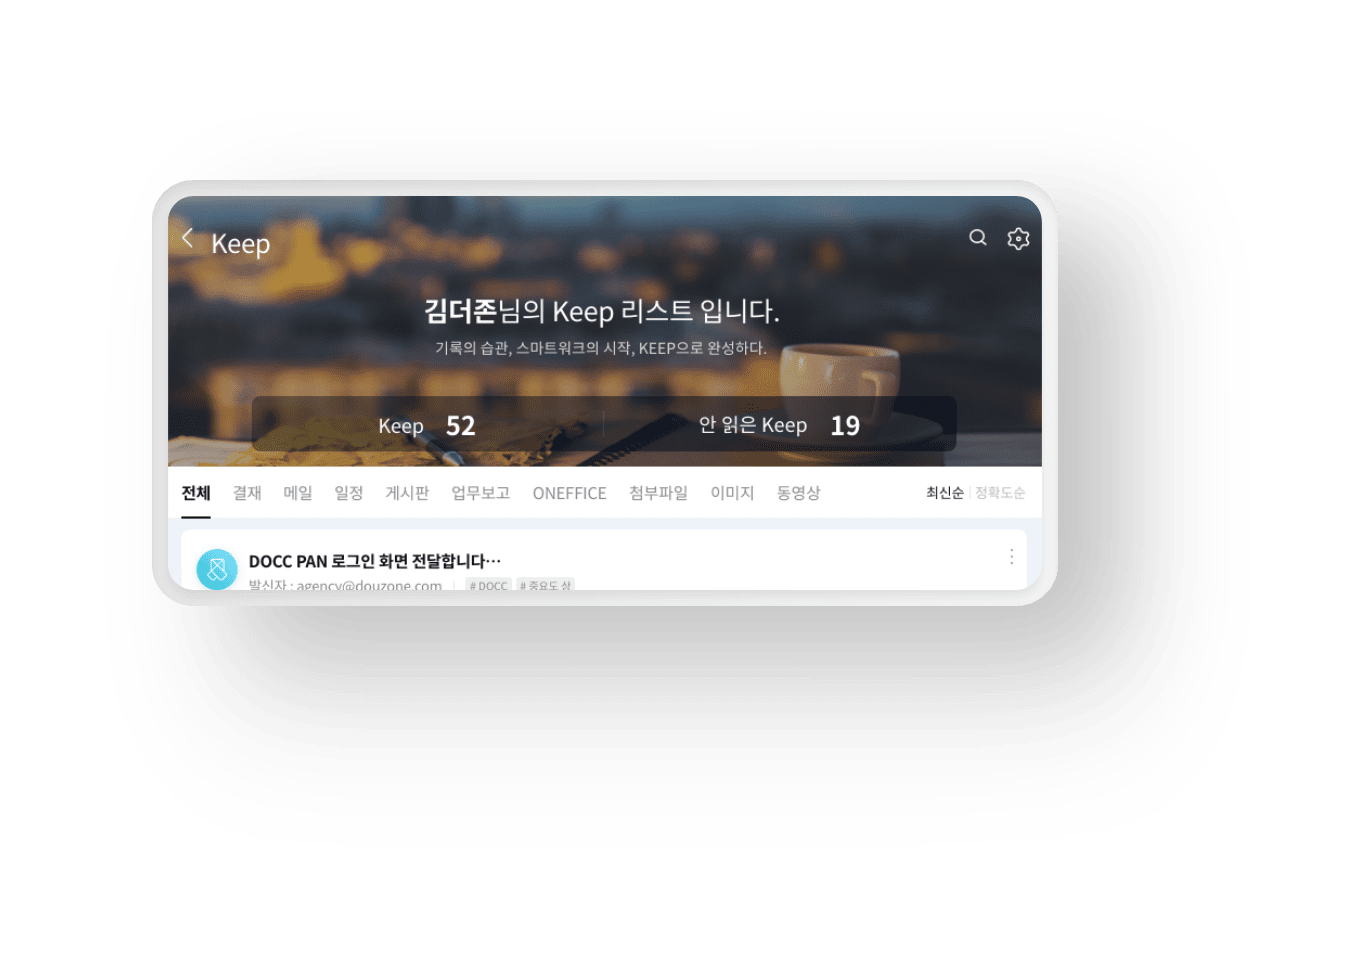 Keep
김더존님의 Keep 리스트 입니다.
기록의 습관, 스마트워크의 시작, KEEP으로 완성하다.
Keep 52 안 읽은 Keep 19
전체 결재 메일 일정 게시판 업무보고 ONEFFICE 첨부파일 이미지 동영상 최신순 | 정확도순
DOCC PAN 로그인 화면 전달합니다···
발신자 : agency@douzone.com | # DOCC # 중요도 상